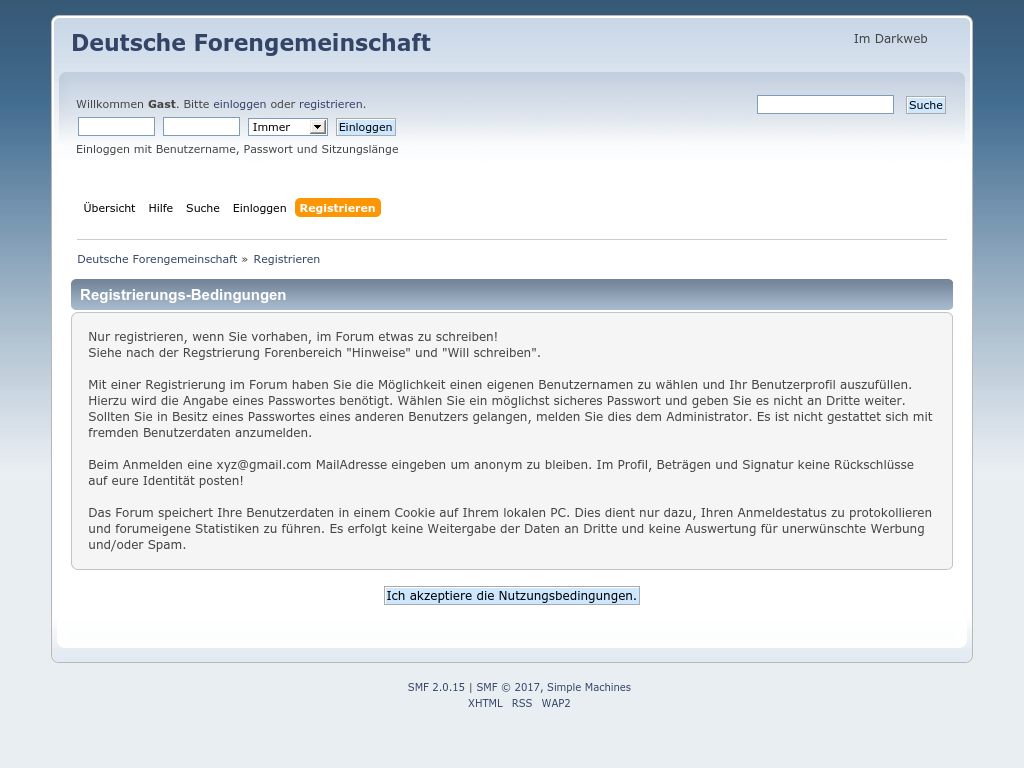 Deutsche Forengemeinschaft
Im Darkweb
Willkommen Gast. Bitte einloggen oder registrieren.
Suche
Immer
Einloggen
Einloggen mit Benutzername, Passwort und Sitzungslänge
Übersicht Hilfe Suche Einloggen Registrieren
Deutsche Forengemeinschaft » Registrieren
Registrierungs-Bedingungen
Nur registrieren, wenn Sie vorhaben, im Forum etwas zu schreiben!
Siehe nach der Regstrierung Forenbereich "Hinweise" und "Will schreiben".
Mit einer Registrierung im Forum haben Sie die Möglichkeit einen eigenen Benutzernamen zu wählen und Ihr Benutzerprofil auszufüllen.
Hierzu wird die Angabe eines Passwortes benötigt. Wählen Sie ein möglichst sicheres Passwort und geben Sie es nicht an Dritte weiter.
Sollten Sie in Besitz eines Passwortes eines anderen Benutzers gelangen, melden Sie dies dem Administrator. Es ist nicht gestattet sich mit
fremden Benutzerdaten anzumelden.
Beim Anmelden eine xyz@gmail.com MailAdresse eingeben um anonym zu bleiben. Im Profil, Beträgen und Signatur keine Rückschlüsse
auf eure Identität posten!
Das Forum speichert Ihre Benutzerdaten in einem Cookie auf Ihrem lokalen PC. Dies dient nur dazu, Ihren Anmeldestatus zu protokollieren
und forumeigene Statistiken zu führen. Es erfolgt keine Weitergabe der Daten an Dritte und keine Auswertung für unerwünschte Werbung
und/oder Spam.
Ich akzeptiere die Nutzungsbedingungen.
SMF 2.0.15 | SMF © 2017, Simple Machines
XHTML RSS WAP2